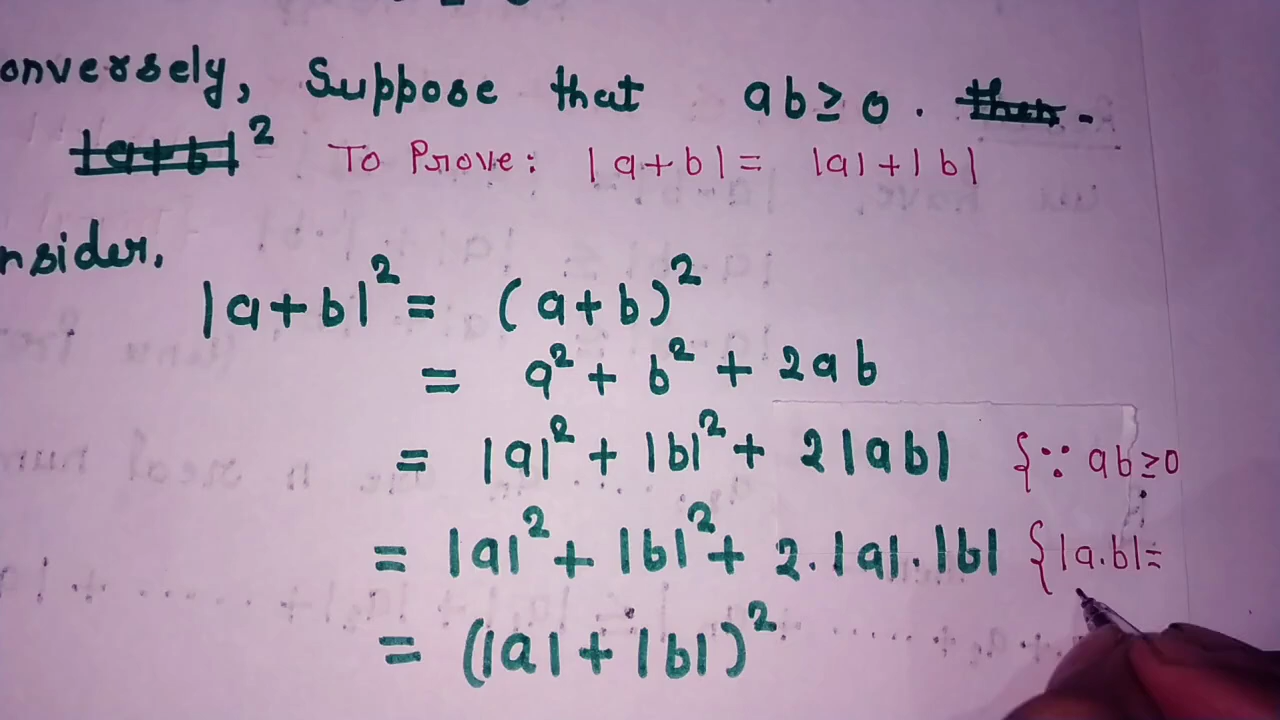 onversely, Suppose that ab ≥ 0.
2 To Prove: |a+b| = |a|+|b|
nsider.
|a+b|² = (a+b)²
= a² + b² + 2ab
= |a|² + |b|² + 2|ab| {∵ ab ≥ 0
= |a|² + |b|² + 2.|a|.|b| {|a.b| =
= (|a| + |b|)²